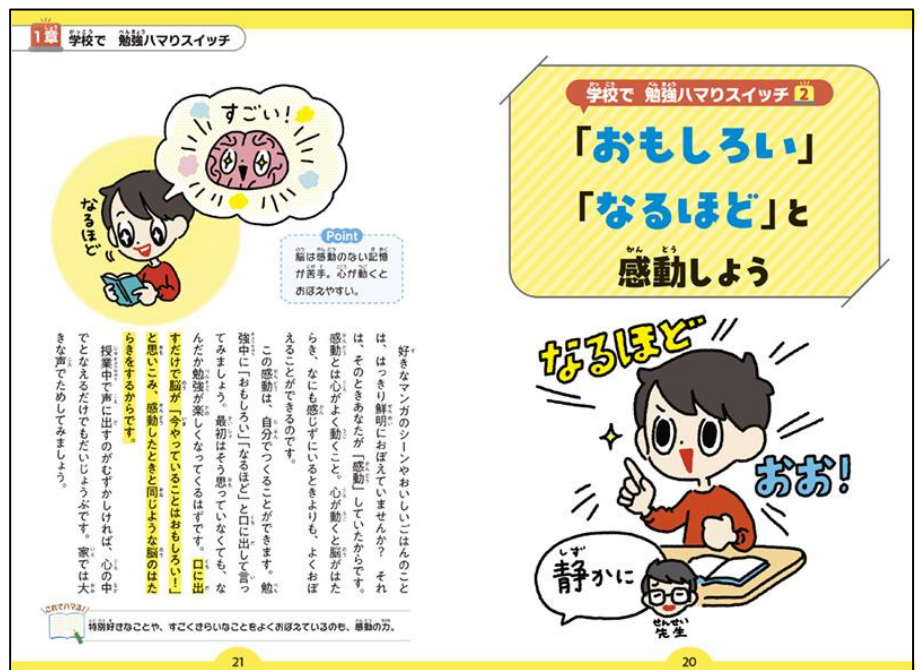 学校で 勉強ハマりスイッチ 2
「おもしろい」
「なるほど」と
感動しよう
なるほど
おお！
静かに
先生
20
1章 学校で 勉強ハマりスイッチ
すごい！
なるほど
Point
脳は感動のない記憶
が苦手。心が動くと
おぼえやすい。
好きなマンガのシーンやおいしいごはんのこと
は、はっきり鮮明におぼえていませんか？　それ
は、そのときあなたが「感動」していたからです。
感動とは心がよく動くこと。心が動くと脳がはた
らき、なにも感じずにいるときよりも、よくおぼ
えることができるのです。
この感動は、自分でつくることができます。勉
強中に「おもしろい」「なるほど」と口に出して言っ
てみましょう。最初はそう思っていなくても、な
んだか勉強が楽しくなってくるはずです。口に出
すだけで脳が「今やっていることはおもしろい！」
と思いこみ、感動したときと同じような脳のはた
らきをするからです。
授業中で声に出すのがむずかしければ、心の中
でとなえるだけでもだいじょうぶです。家では大
きな声でためしてみましょう。
これでハマる！
特別好きなことや、すごくきらいなことをよくおぼえているのも、感動の力。
21